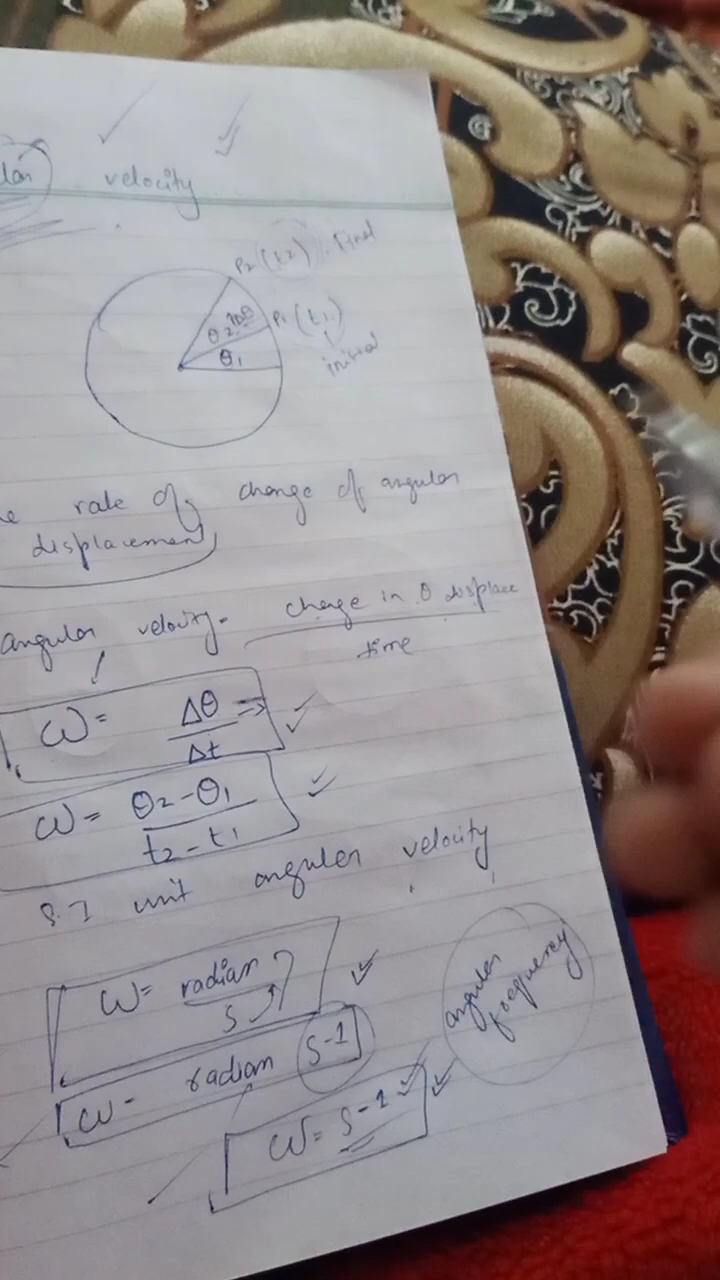 velocity
P2 (t2) . Final
θ2 Δθ P1 (t1)
θ1 initial
rate of change of angular
displacement
angular velocity = change in θ displace
time
ω = Δθ
Δt
ω = θ2 - θ1
t2 - t1
S.I unit angular velocity
ω = radian
S
angular frequency
ω - radian S-1
ω = S-1